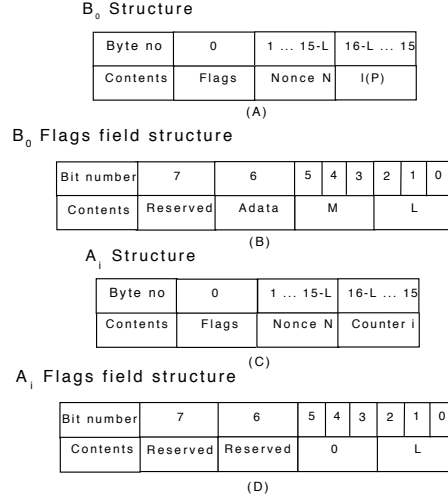 B₀ Structure
Byte no 0 1 ... 15-L 16-L ... 15
Contents Flags Nonce N l(P)
(A)
B₀ Flags field structure
Bit number 7 6 5 4 3 2 1 0
Contents Reserved Adata M L
(B)
Aᵢ Structure
Byte no 0 1 ... 15-L 16-L ... 15
Contents Flags Nonce N Counter i
(C)
Aᵢ Flags field structure
Bit number 7 6 5 4 3 2 1 0
Contents Reserved Reserved 0 L
(D)